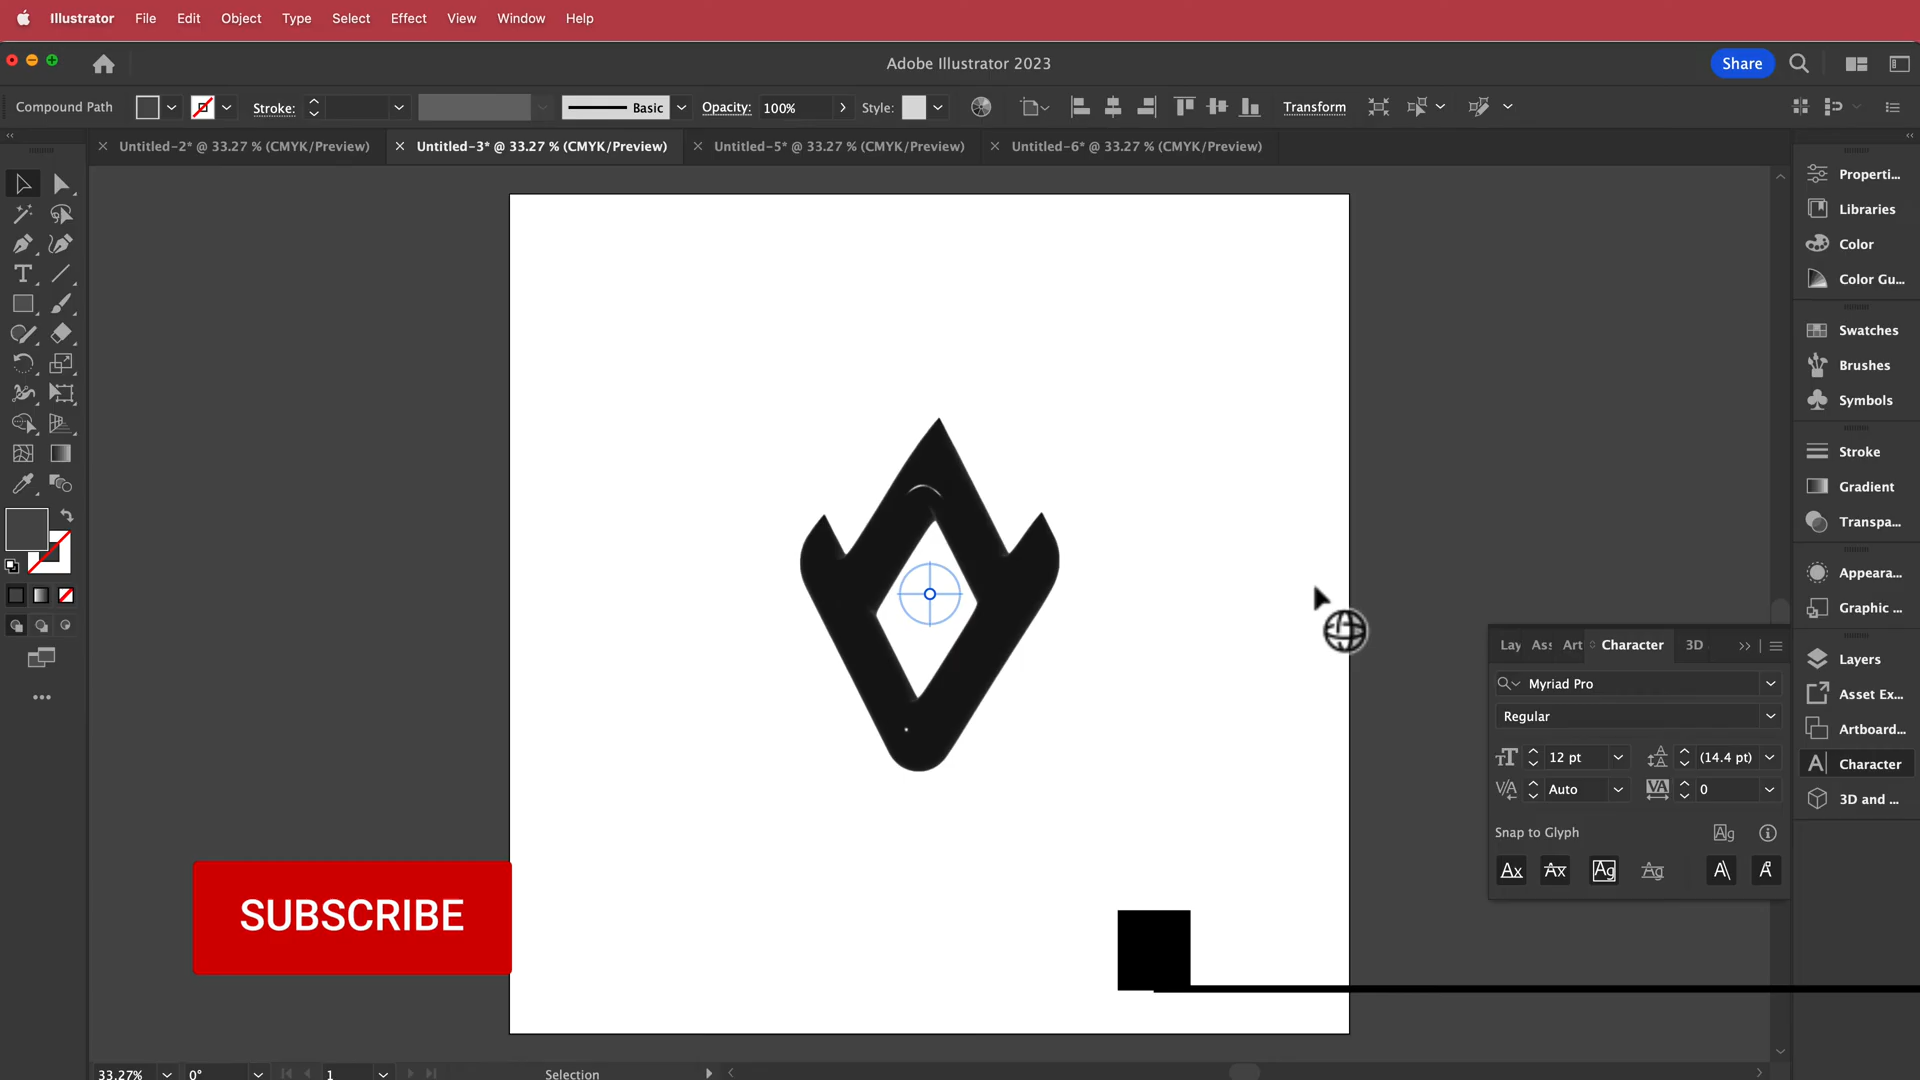 Illustrator File Edit Object Type Select Effect View Window Help
Adobe Illustrator 2023
Share
Compound Path
Stroke:
Basic
Opacity: 100%
Style:
Transform
Untitled-2* @ 33.27 % (CMYK/Preview)
Untitled-3* @ 33.27 % (CMYK/Preview)
Untitled-5* @ 33.27 % (CMYK/Preview)
Untitled-6* @ 33.27 % (CMYK/Preview)
Properti...
Libraries
Color
Color Gu...
Swatches
Brushes
Symbols
Stroke
Gradient
Transpa...
Appeara...
Graphic ...
Layers
Asset Ex...
Artboard...
Character
3D and ...
Lay Ass Art Character 3D
Myriad Pro
Regular
12 pt (14.4 pt)
Auto 0
Snap to Glyph
SUBSCRIBE
33.27% 0° 1 Selection